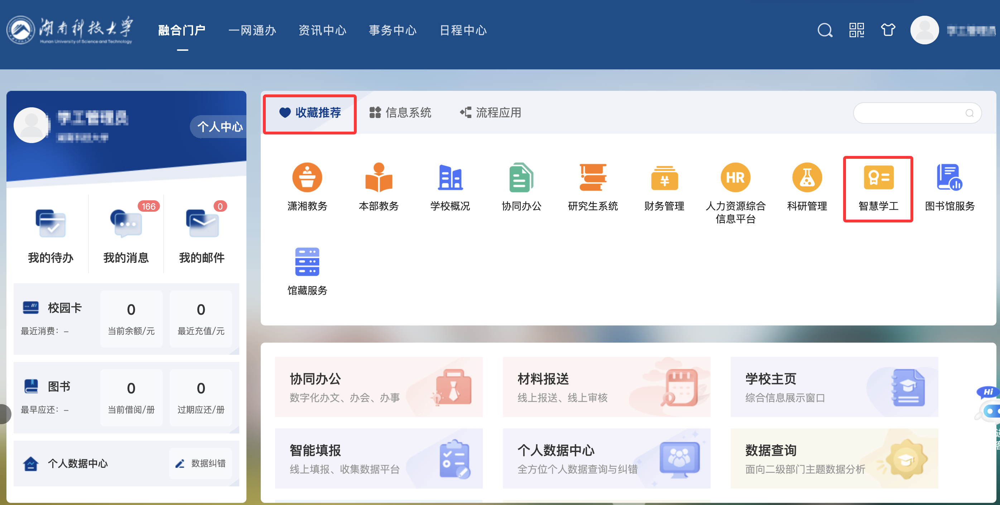 湖南科技大学
Hunan University of Science and Technology
融合门户
一网通办
资讯中心
事务中心
日程中心
个人中心
166
0
我的待办
我的消息
我的邮件
校园卡
最近消费：–
0
当前余额/元
0
最近充值/元
图书
最早应还：–
0
当前借阅/册
0
过期应还/册
个人数据中心
数据纠错
收藏推荐
信息系统
流程应用
潇湘教务
本部教务
学校概况
协同办公
研究生系统
¥
财务管理
HR
人力资源综合
信息平台
科研管理
智慧学工
图书馆服务
馆藏服务
协同办公
数字化办文、办会、办事
材料报送
线上报送、线上审核
学校主页
综合信息展示窗口
智能填报
线上填报、收集数据平台
个人数据中心
全方位个人数据查询与纠错
数据查询
面向二级部门主题数据分析
Hi